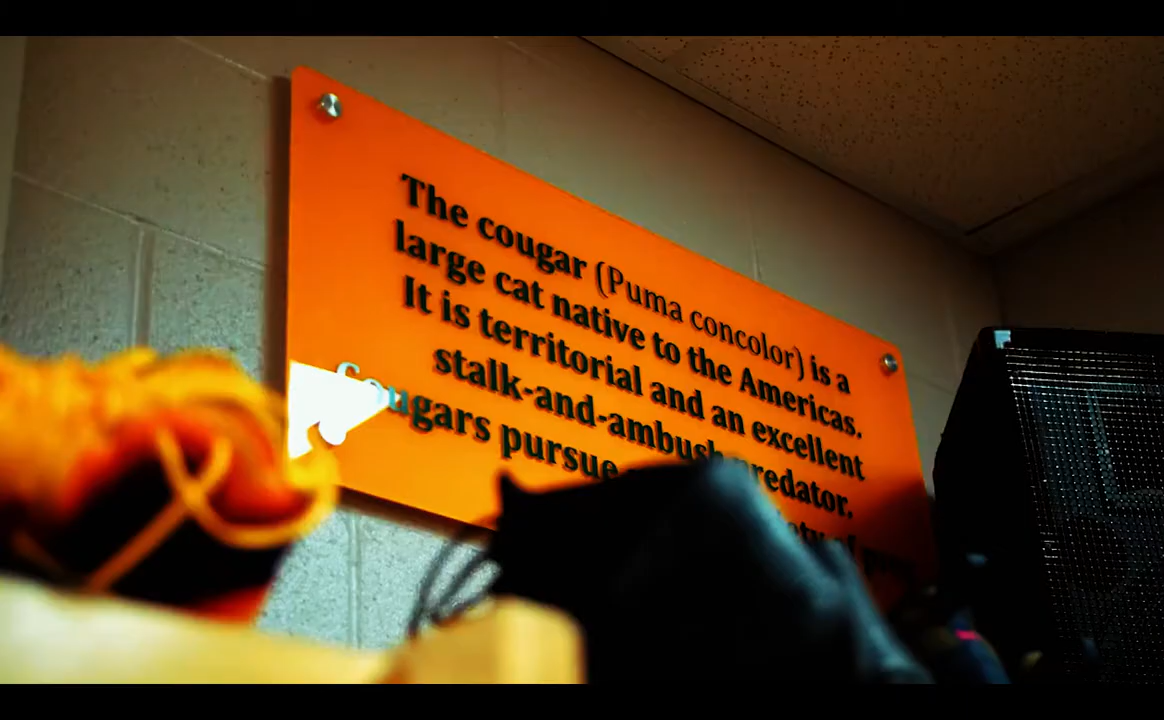 The cougar (Puma concolor) is a
large cat native to the Americas.
It is territorial and an excellent
stalk-and-ambush predator.
Cougars pursue